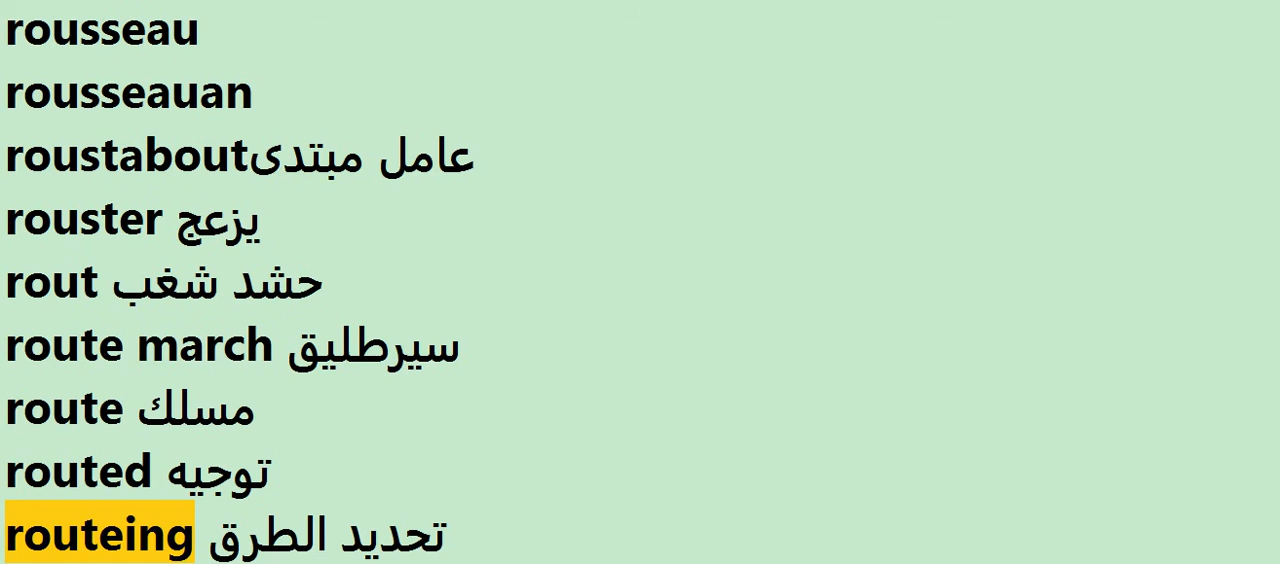 rousseau
rousseauan
roustaboutعامل مبتدى
rouster يزعج
rout حشد شغب
route march سيرطليق
route مسلك
routed توجيه
routeing تحديد الطرق